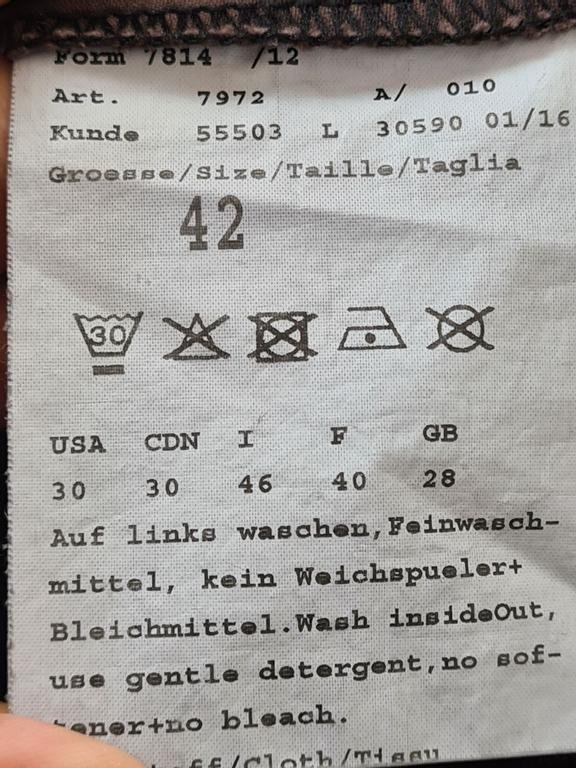 Form 7814 /12
Art. 7972 A/ 010
Kunde 55503 L 30590 01/16
Groesse/Size/Taille/Taglia
42
30
USA CDN I F GB
30 30 46 40 28
Auf links waschen,Feinwasch-
mittel, kein Weichspueler+
Bleichmittel.Wash insideOut,
use gentle detergent,no sof-
tener+no bleach.
/Cloth/Tissu